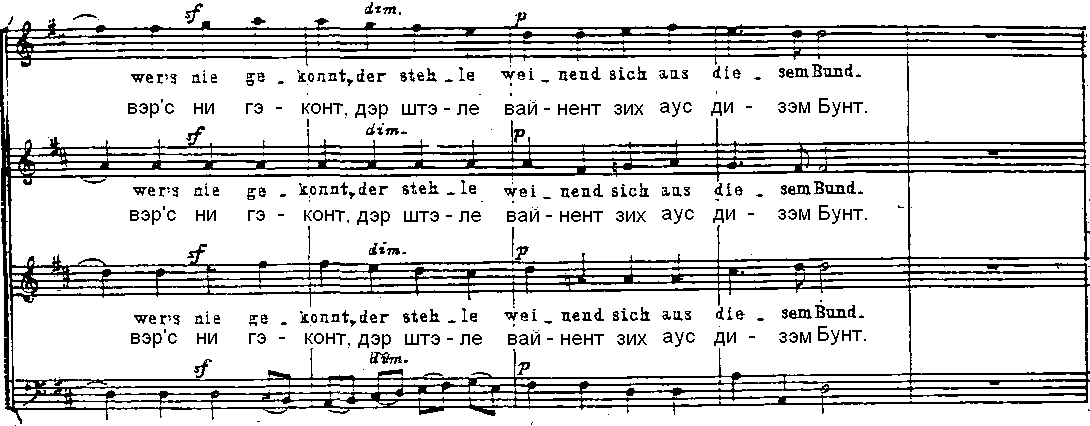 sf dim. p
wer's nie ge - konnt, der steh - le wei - nend sich aus die - sem Bund.
вэр'с ни гэ - конт, дэр штэ - ле вай - нент зих аус ди - зэм Бунт.
sf dim. p
wer's nie ge - konnt, der steh - le wei - nend sich aus die - sem Bund.
вэр'с ни гэ - конт, дэр штэ - ле вай - нент зих аус ди - зэм Бунт.
sf dim. p
wer's nie ge - konnt, der steh - le wei - nend sich aus die - sem Bund.
вэр'с ни гэ - конт, дэр штэ - ле вай - нент зих аус ди - зэм Бунт.
sf dim. p